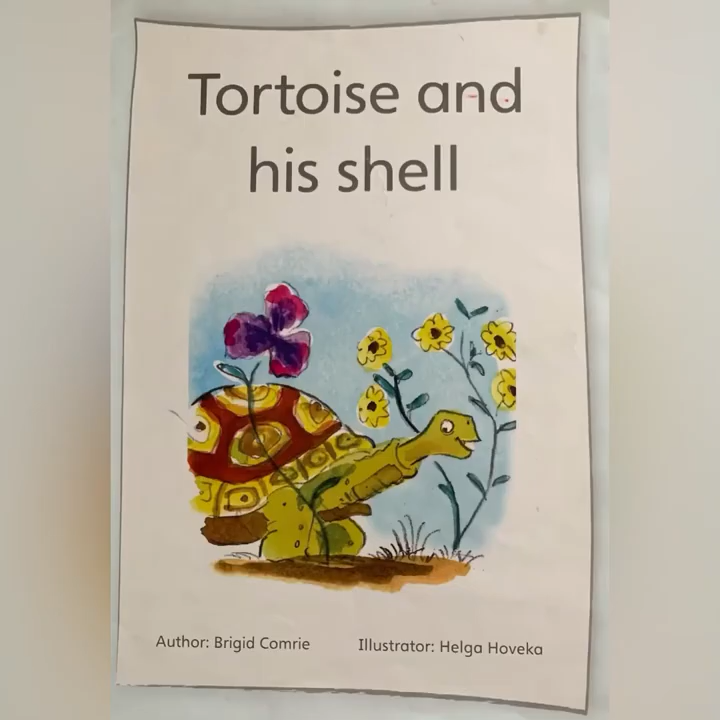 Tortoise and
his shell
Author: Brigid Comrie
Illustrator: Helga Hoveka